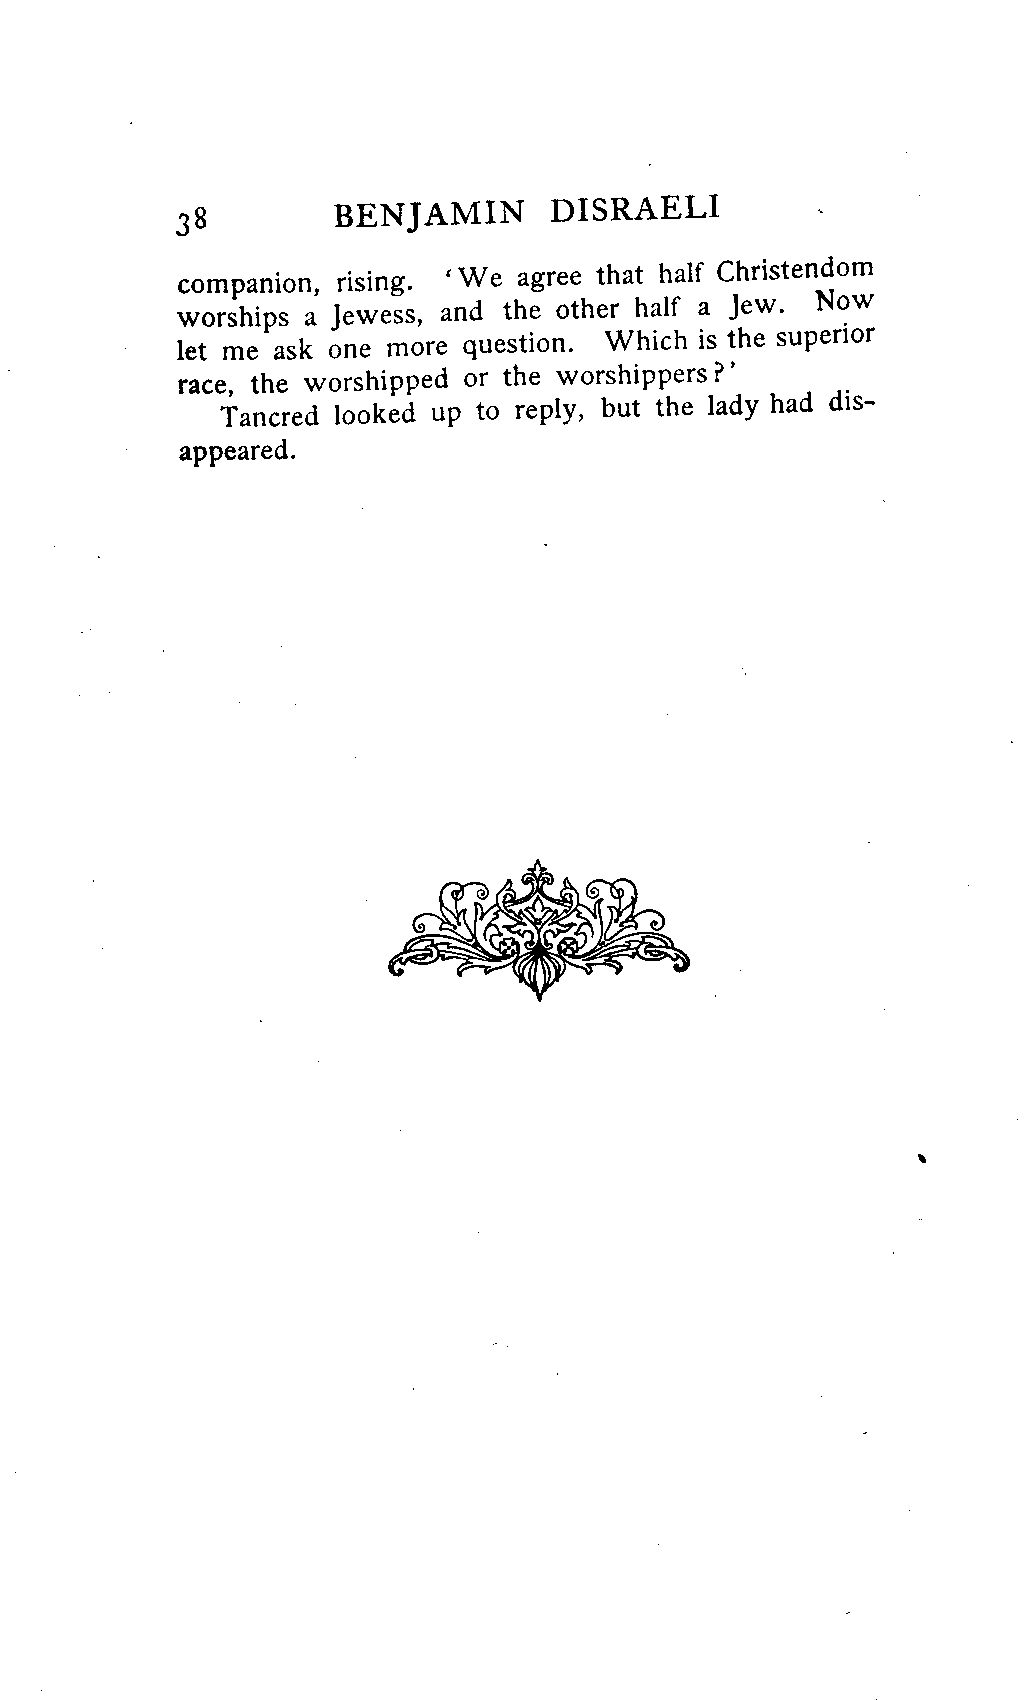 38 BENJAMIN DISRAELI
companion, rising. ‘We agree that half Christendom
worships a Jewess, and the other half a Jew. Now
let me ask one more question. Which is the superior
race, the worshipped or the worshippers?’
Tancred looked up to reply, but the lady had dis-
appeared.